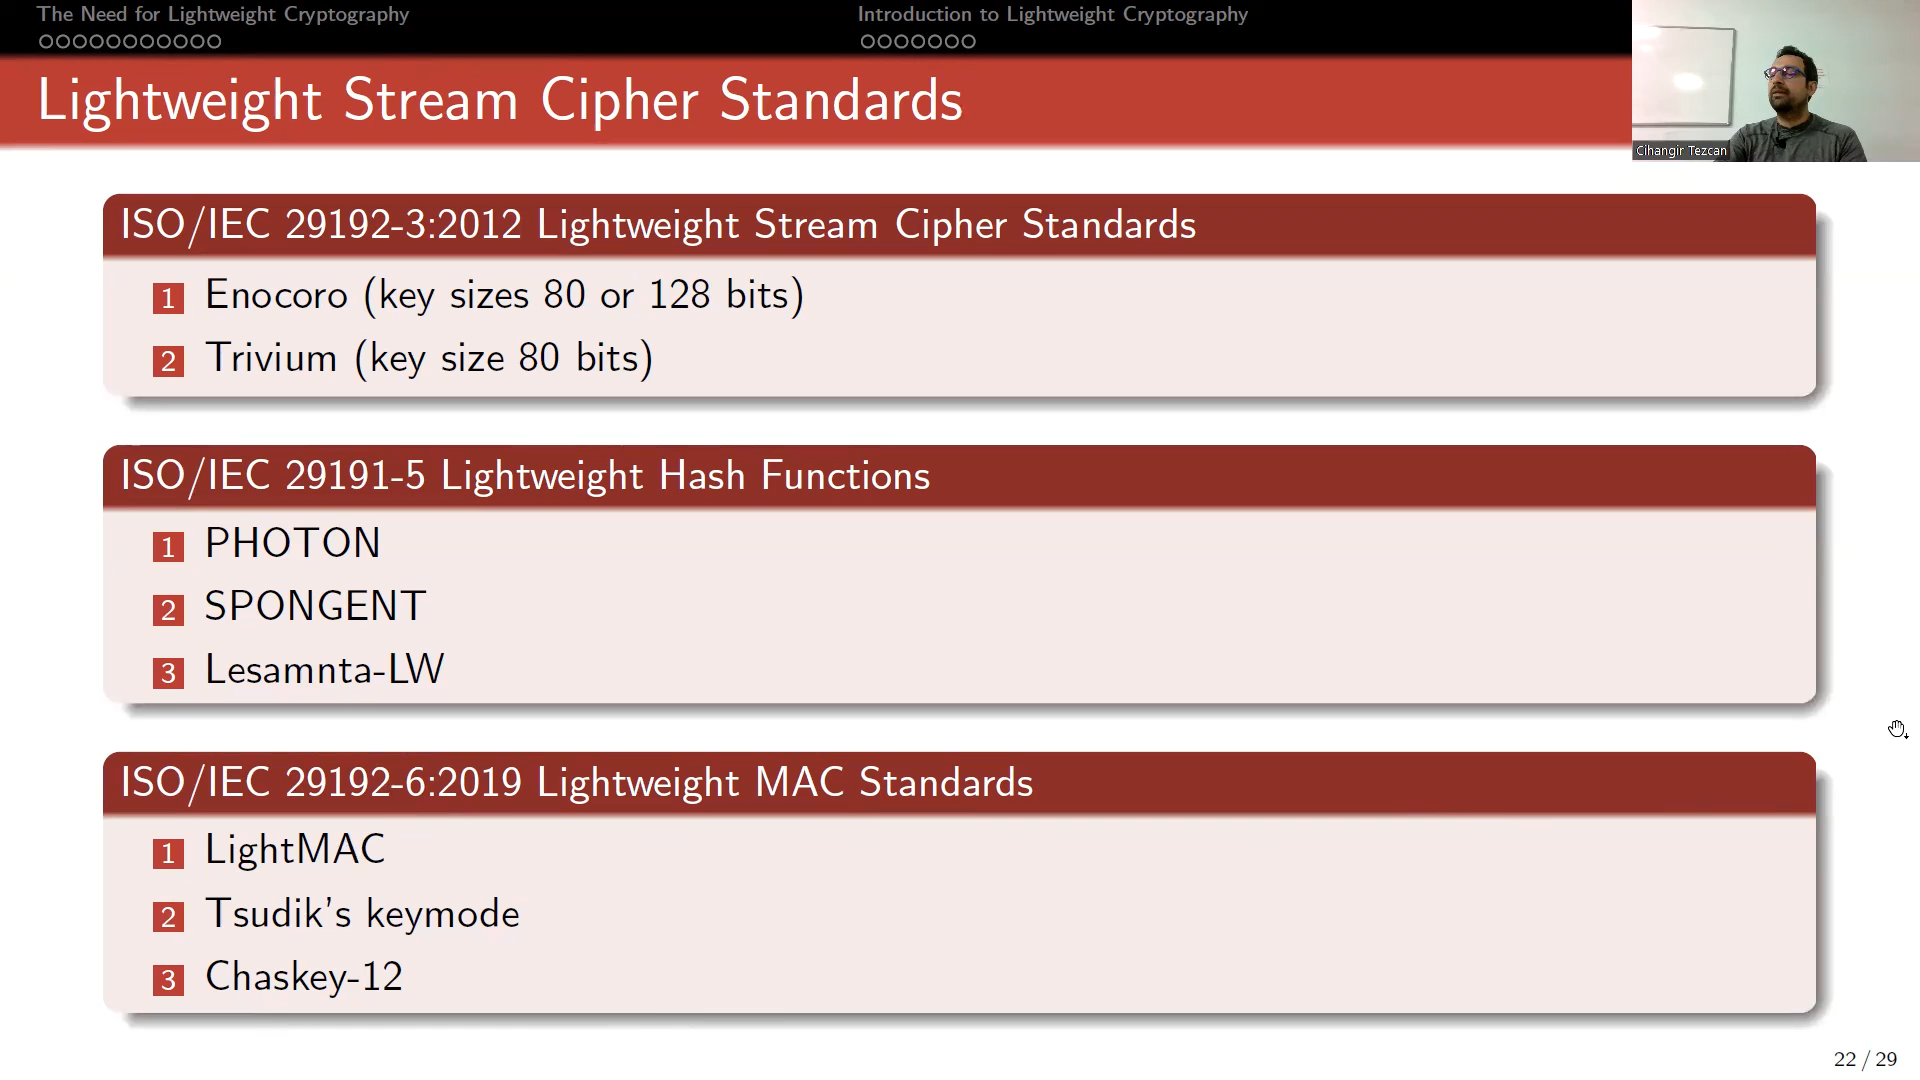 The Need for Lightweight Cryptography
Introduction to Lightweight Cryptography
Lightweight Stream Cipher Standards
Cihangir Tezcan
ISO/IEC 29192-3:2012 Lightweight Stream Cipher Standards
1 Enocoro (key sizes 80 or 128 bits)
2 Trivium (key size 80 bits)
ISO/IEC 29191-5 Lightweight Hash Functions
1 PHOTON
2 SPONGENT
3 Lesamnta-LW
ISO/IEC 29192-6:2019 Lightweight MAC Standards
1 LightMAC
2 Tsudik's keymode
3 Chaskey-12
22 / 29